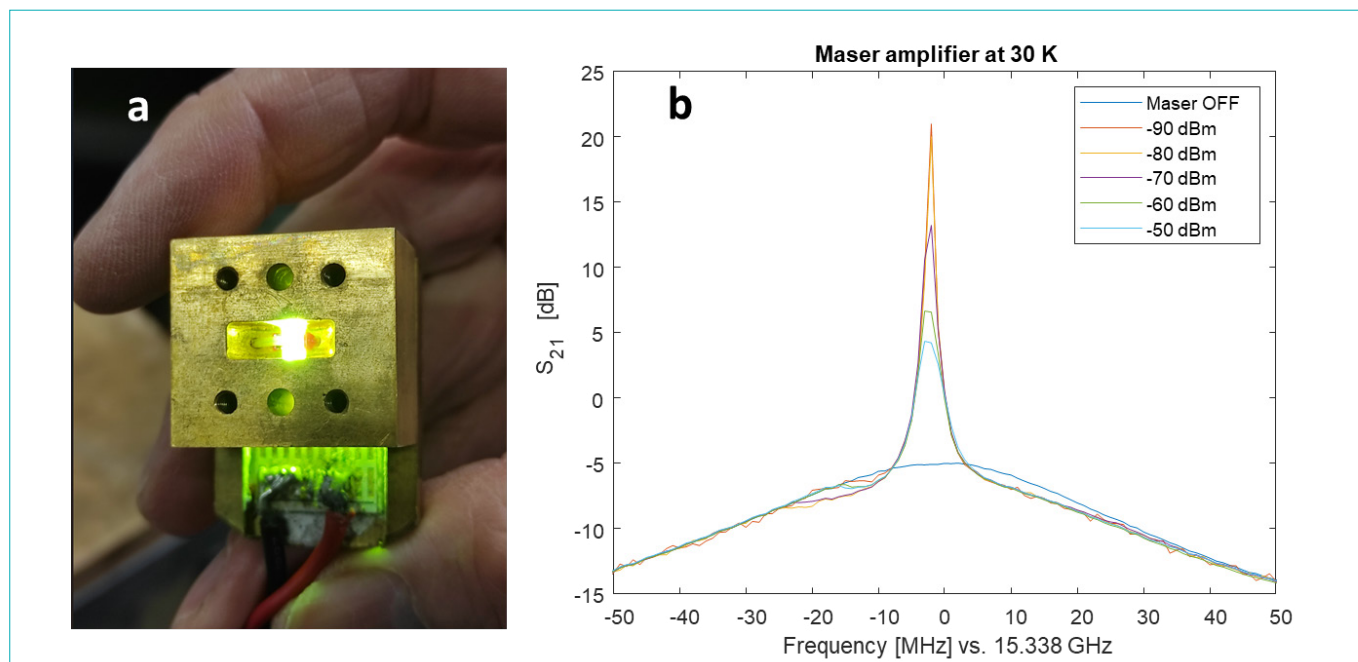 a
b
Maser amplifier at 30 K
25
20
15
10
5
0
-5
-10
-15
S21 [dB]
Maser OFF
-90 dBm
-80 dBm
-70 dBm
-60 dBm
-50 dBm
-50 -40 -30 -20 -10 0 10 20 30 40 50
Frequency [MHz] vs. 15.338 GHz